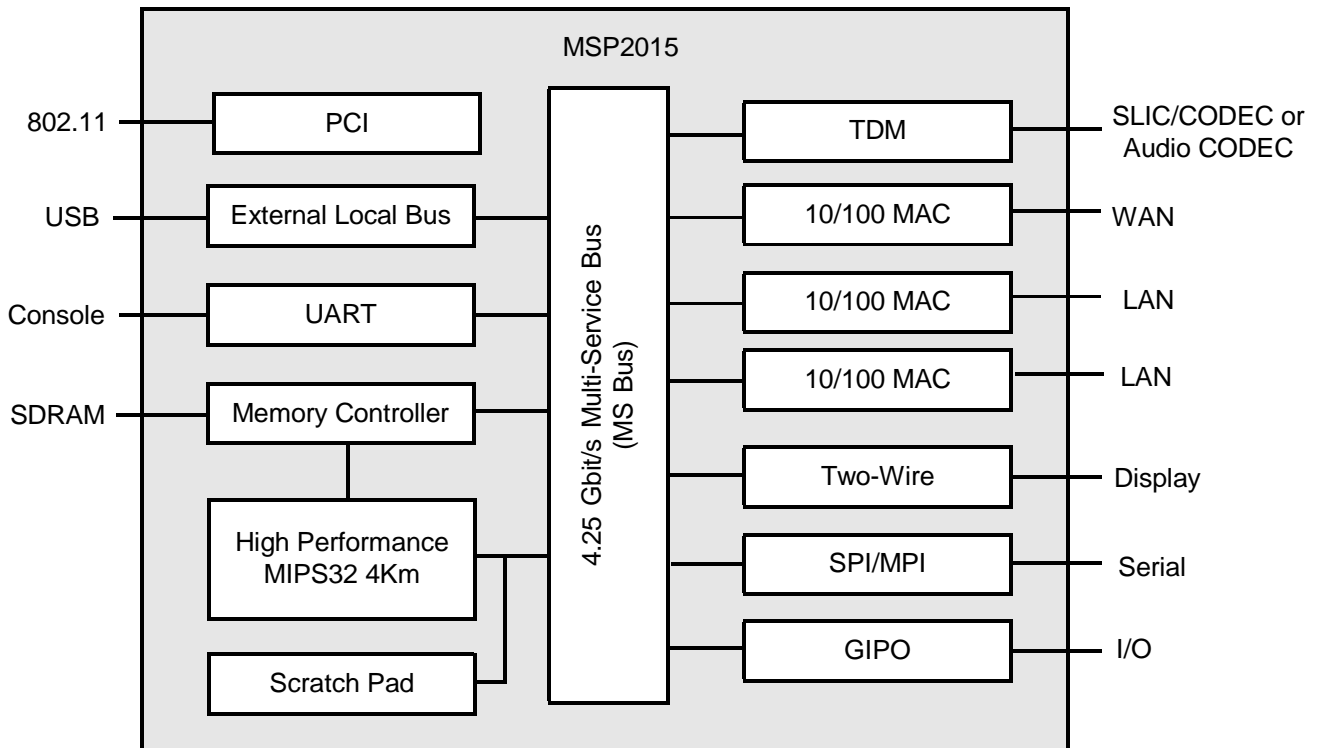 MSP2015
802.11
PCI
USB
External Local Bus
Console
UART
SDRAM
Memory Controller
High Performance
MIPS32 4Km
Scratch Pad
4.25 Gbit/s Multi-Service Bus
(MS Bus)
TDM
SLIC/CODEC or
Audio CODEC
10/100 MAC
WAN
10/100 MAC
LAN
10/100 MAC
LAN
Two-Wire
Display
SPI/MPI
Serial
GIPO
I/O